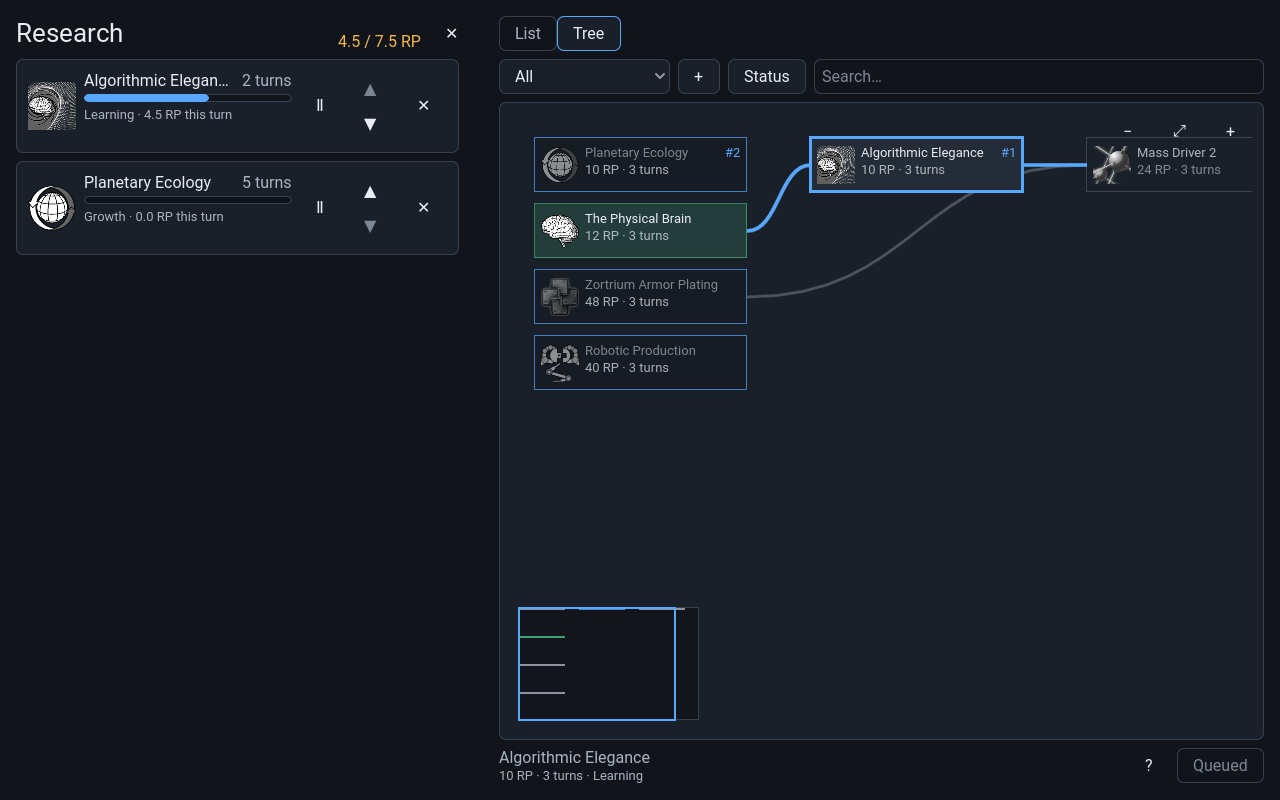 Research
4.5 / 7.5 RP
×
Algorithmic Elegan… 2 turns
Learning · 4.5 RP this turn
Planetary Ecology 5 turns
Growth · 0.0 RP this turn
List
Tree
All
+
Status
Search…
− ⤢ +
Planetary Ecology #2
10 RP · 3 turns
The Physical Brain
12 RP · 3 turns
Zortrium Armor Plating
48 RP · 3 turns
Robotic Production
40 RP · 3 turns
Algorithmic Elegance #1
10 RP · 3 turns
Mass Driver 2
24 RP · 3 turns
Algorithmic Elegance
10 RP · 3 turns · Learning
?
Queued